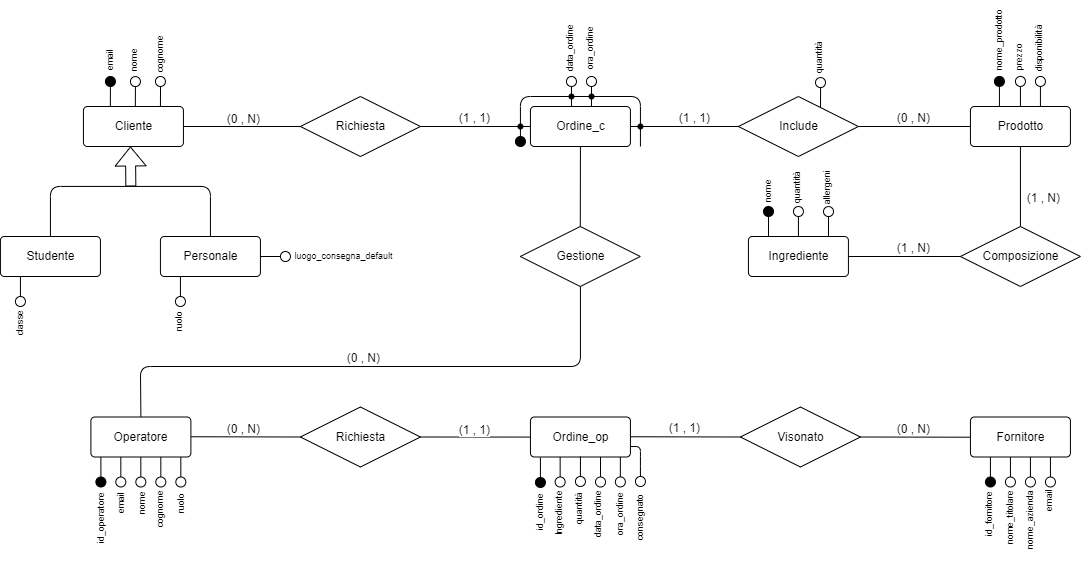 email
nome
cognome
data_ordine
ora_ordine
quantità
nome_prodotto
prezzo
disponibilità
Cliente
(0 , N)
Richiesta
(1 , 1)
Ordine_c
(1 , 1)
Include
(0 , N)
Prodotto
nome
quantità
allergeni
(1 , N)
Studente
Personale
luogo_consegna_default
Gestione
Ingrediente
(1 , N)
Composizione
classe
ruolo
(0 , N)
Operatore
(0 , N)
Richiesta
(1 , 1)
Ordine_op
(1 , 1)
Visonato
(0 , N)
Fornitore
id_operatore
email
nome
cognome
ruolo
id_ordine
Ingrediente
quantità
data_ordine
ora_ordine
consegnato
id_fornitore
nome_titolare
nome_azienda
email